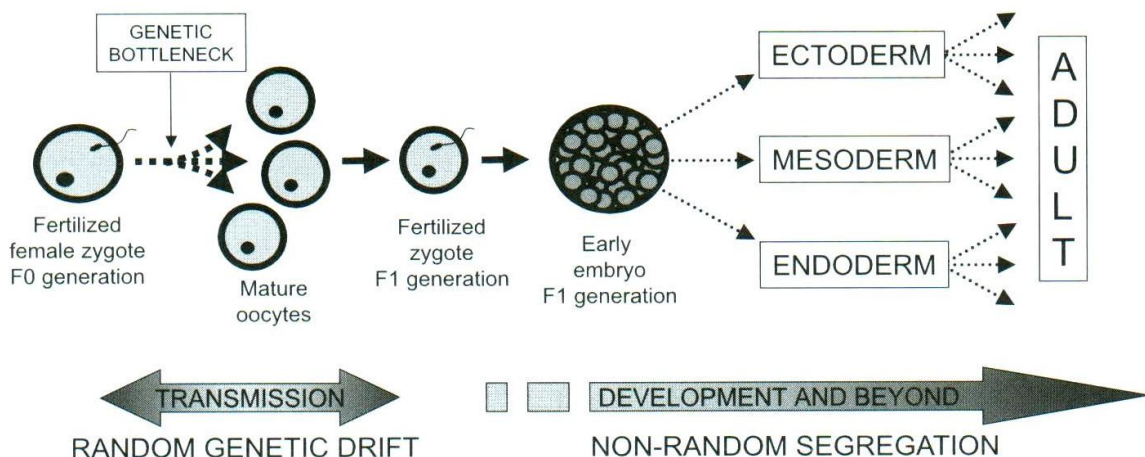 GENETIC
BOTTLENECK
Fertilized
female zygote
F0 generation
Mature
oocytes
Fertilized
zygote
F1 generation
Early
embryo
F1 generation
ECTODERM
MESODERM
ENDODERM
ADULT
TRANSMISSION
RANDOM GENETIC DRIFT
DEVELOPMENT AND BEYOND
NON-RANDOM SEGREGATION